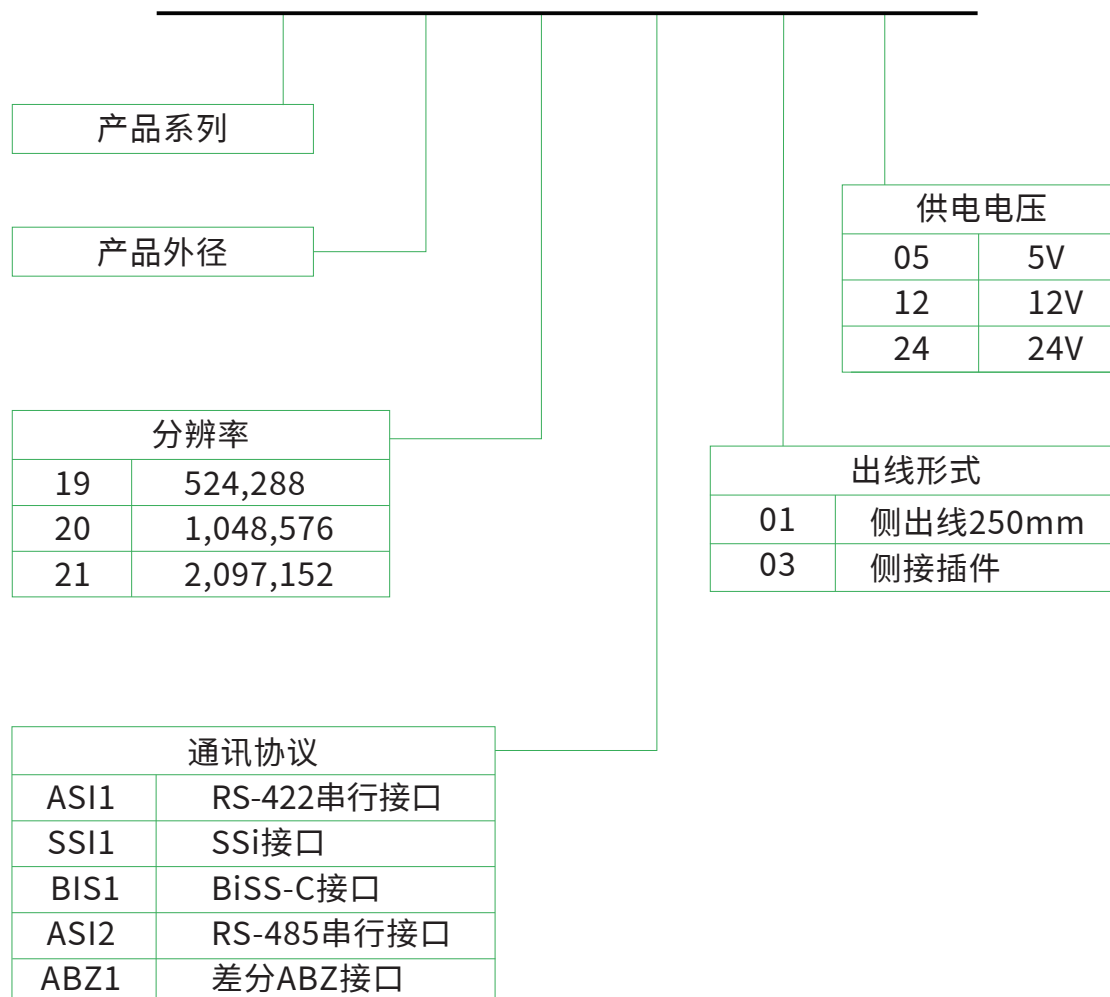 产品系列
产品外径
供电电压
05 5V
12 12V
24 24V
分辨率
19 524,288
20 1,048,576
21 2,097,152
出线形式
01 侧出线250mm
03 侧接插件
通讯协议
ASI1 RS-422串行接口
SSI1 SSi接口
BIS1 BiSS-C接口
ASI2 RS-485串行接口
ABZ1 差分ABZ接口